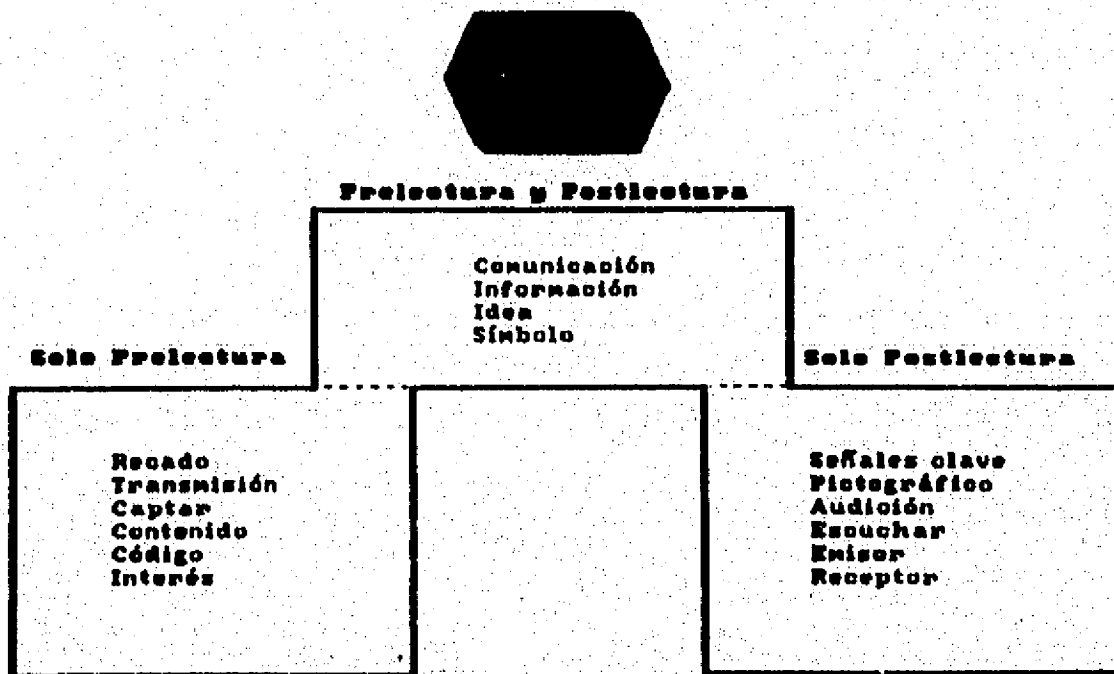 Prelectura y Postlectura
Comunicación
Información
Idea
Símbolo
Solo Prelectura
Solo Postlectura
Recado
Transmisión
Captar
Contenido
Código
Interés
Señales clave
Pictográfico
Audición
Escuchar
Emisor
Receptor